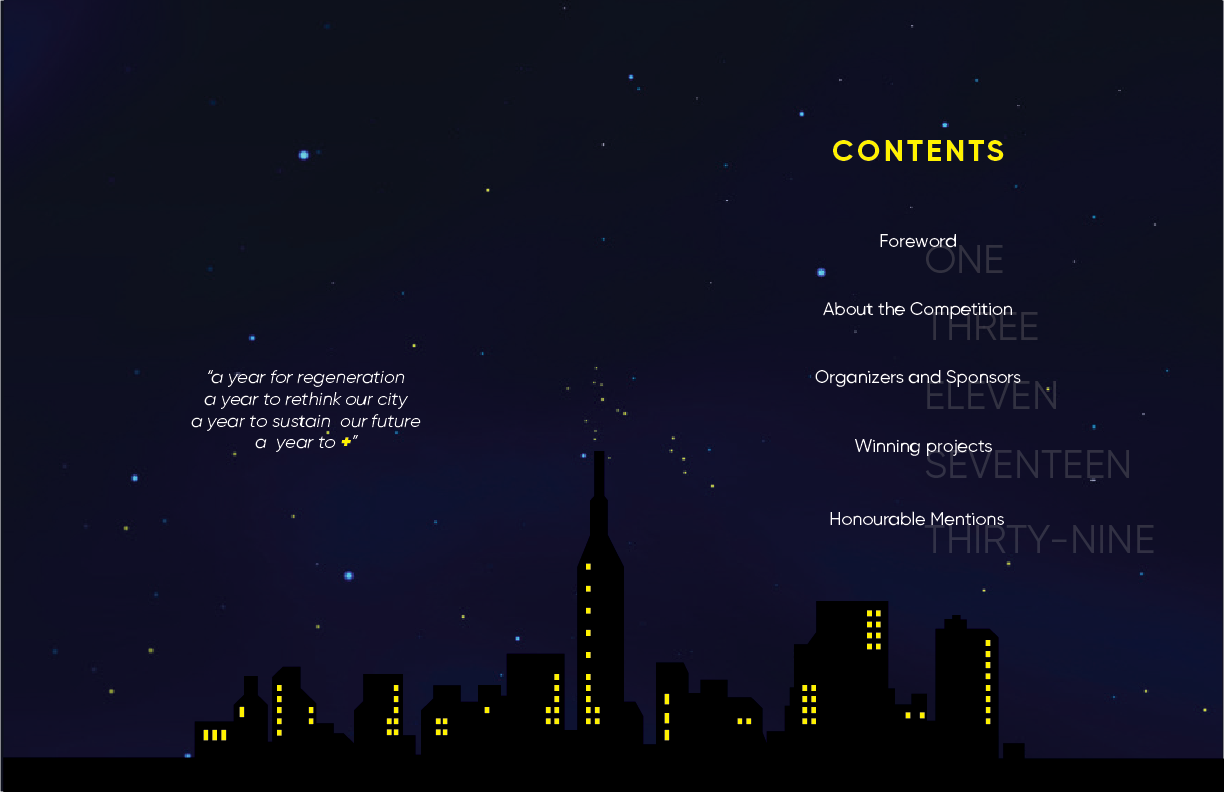 “a year for regeneration
a year to rethink our city
a year to sustain  our future
a  year to +”
CONTENTS
Foreword
ONE
About the Competition
THREE
Organizers and Sponsors
ELEVEN
Winning projects
SEVENTEEN
Honourable Mentions
THIRTY-NINE